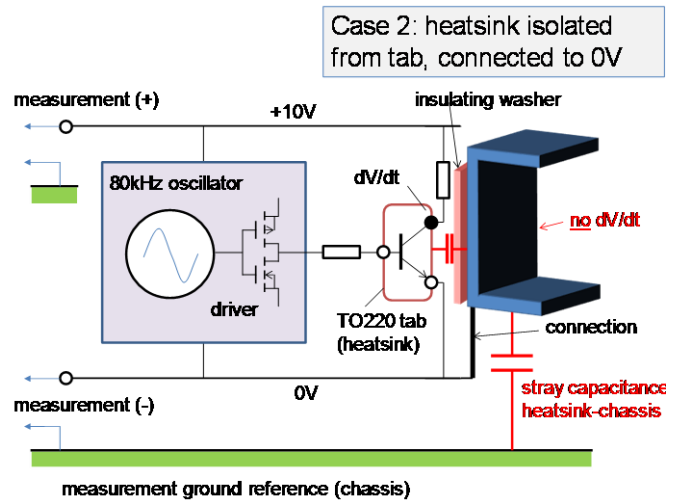 Case 2: heatsink isolated
from tab, connected to 0V
measurement (+)
insulating washer
+10V
80kHz oscillator
dV/dt
no dV/dt
driver
TO220 tab
(heatsink)
connection
0V
stray capacitance
heatsink-chassis
measurement (-)
measurement ground reference (chassis)